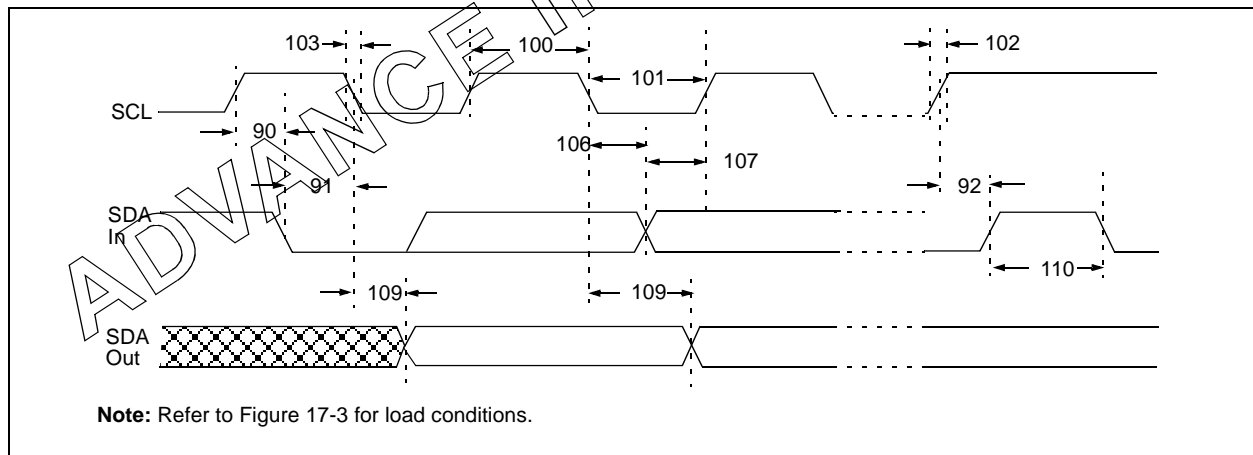 103
100
102
101
SCL
90
106
107
91
92
SDA
In
110
109
109
SDA
Out
Note: Refer to Figure 17-3 for load conditions.
ADVANCE